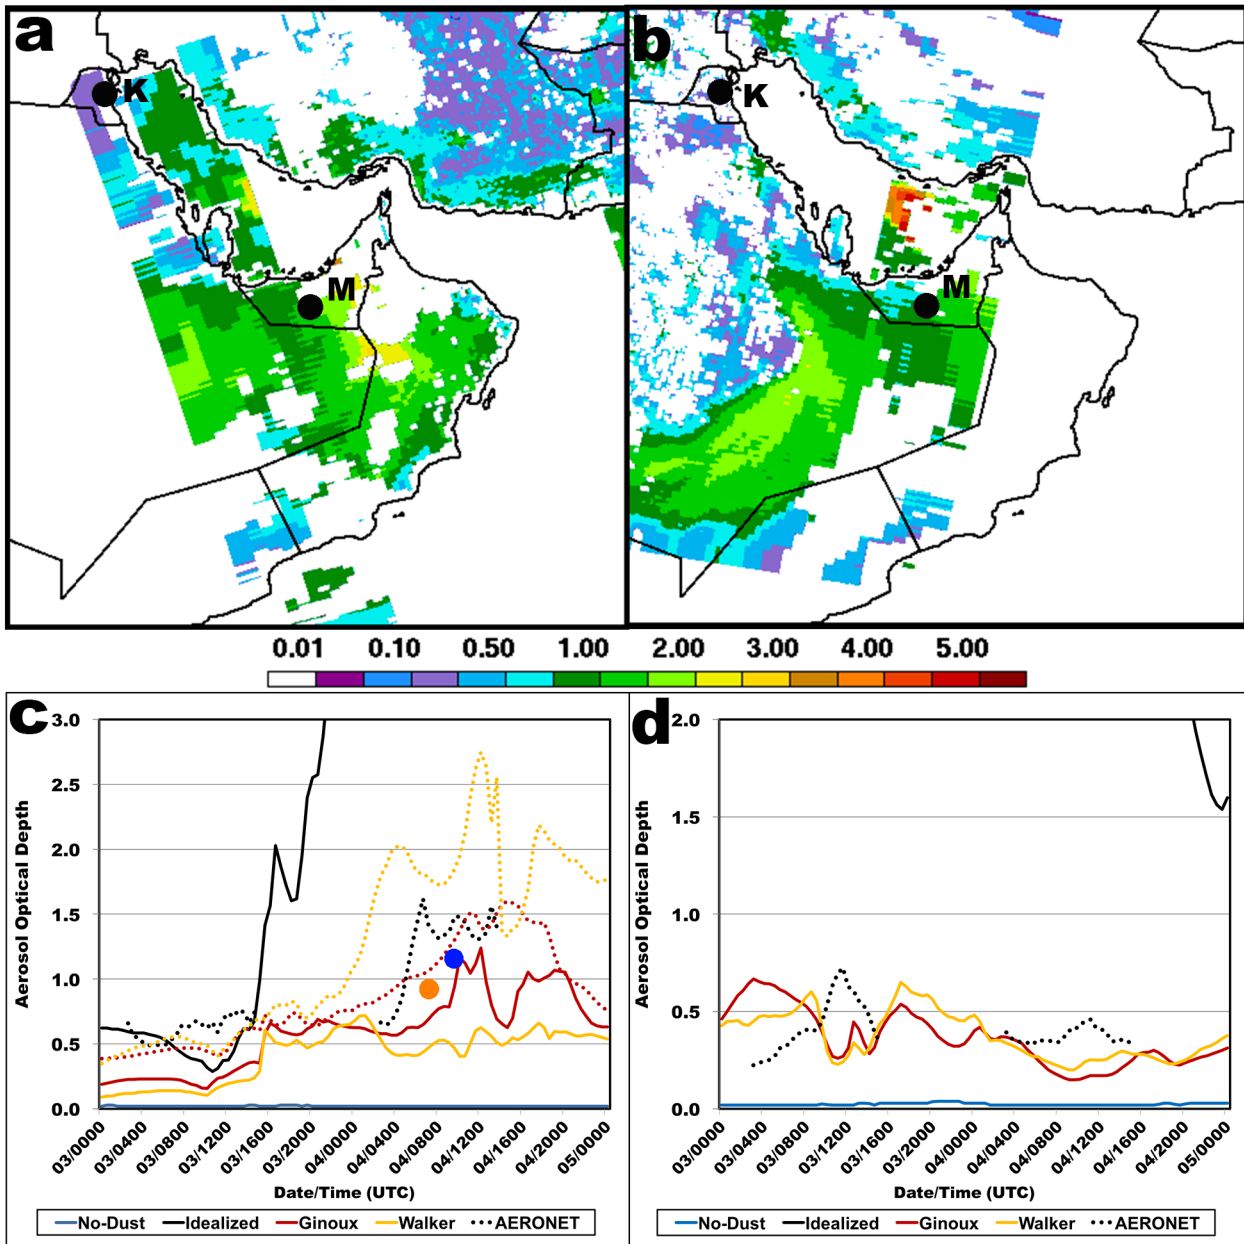 a
K
M
b
K
M
0.01 0.10 0.50 1.00 2.00 3.00 4.00 5.00
c
3.0
2.5
2.0
1.5
1.0
0.5
0.0
Aerosol Optical Depth
03/0000 03/0400 03/0800 03/1200 03/1600 03/2000 04/0000 04/0400 04/0800 04/1200 04/1600 04/2000 05/0000
Date/Time (UTC)
No-Dust Idealized Ginoux Walker AERONET
d
2.0
1.5
1.0
0.5
0.0
Aerosol Optical Depth
03/0000 03/0400 03/0800 03/1200 03/1600 03/2000 04/0000 04/0400 04/0800 04/1200 04/1600 04/2000 05/0000
Date/Time (UTC)
No-Dust Idealized Ginoux Walker AERONET